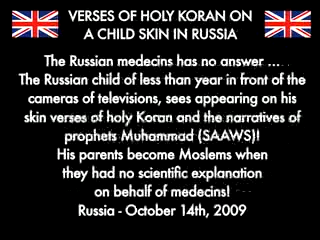 VERSES OF HOLY KORAN ON
A CHILD SKIN IN RUSSIA
The Russian medecins has no answer ...
The Russian child of less than year in front of the
cameras of televisions, sees appearing on his
skin verses of holy Koran and the narratives of
prophets Muhammad (SAAWS)!
His parents become Moslems when
they had no scientific explanation
on behalf of medecins!
Russia - October 14th, 2009